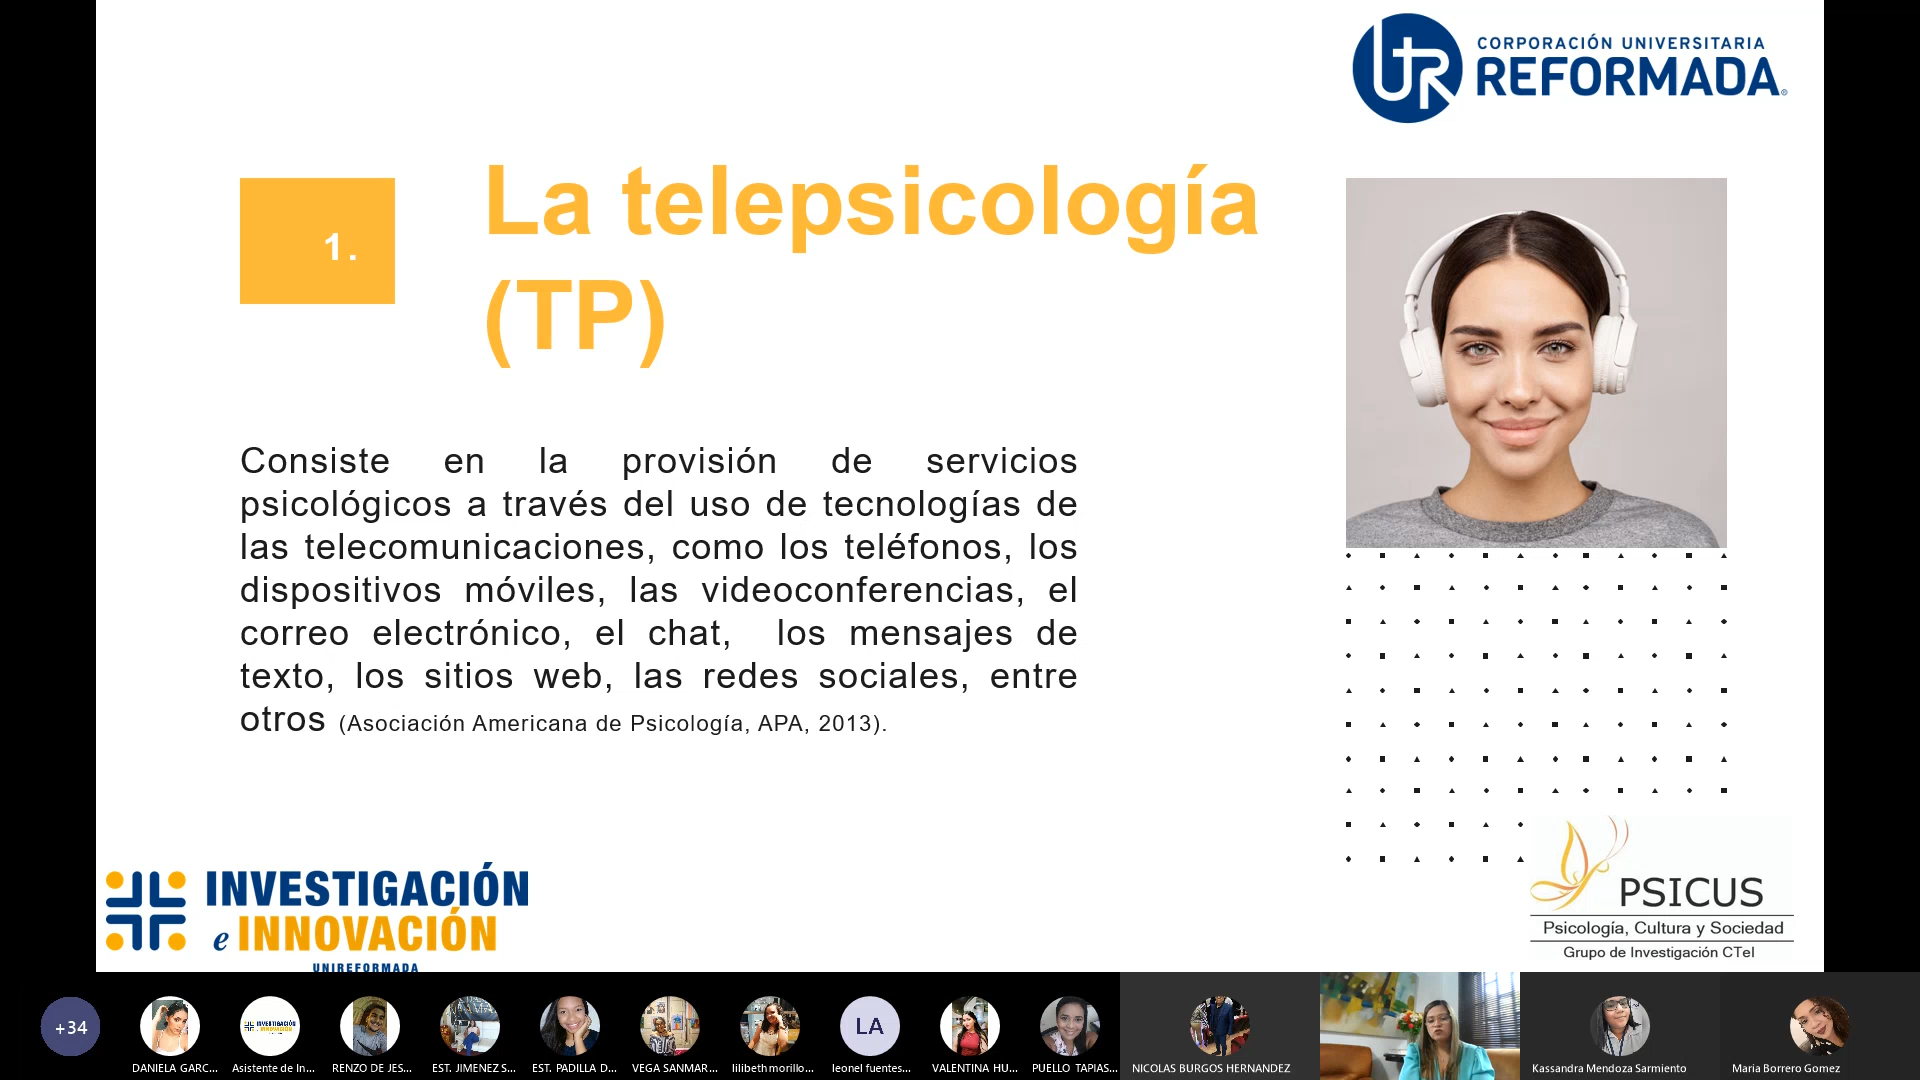 CORPORACIÓN UNIVERSITARIA
REFORMADA
1.
La telepsicología
(TP)
Consiste en la provisión de servicios
psicológicos a través del uso de tecnologías de
las telecomunicaciones, como los teléfonos, los
dispositivos móviles, las videoconferencias, el
correo electrónico, el chat, los mensajes de
texto, los sitios web, las redes sociales, entre
otros (Asociación Americana de Psicología, APA, 2013).
INVESTIGACIÓN
e INNOVACIÓN
UNIREFORMADA
PSICUS
Psicología, Cultura y Sociedad
Grupo de Investigación CTeI
+34
DANIELA GARC...
Asistente de In...
RENZO DE JES...
EST. JIMENEZ S...
EST. PADILLA D...
VEGA SANMAR...
lilibeth morillo...
LA
leonel fuentes...
VALENTINA HU...
PUELLO TAPIAS...
NICOLAS BURGOS HERNANDEZ
Kassandra Mendoza Sarmiento
Maria Borrero Gomez